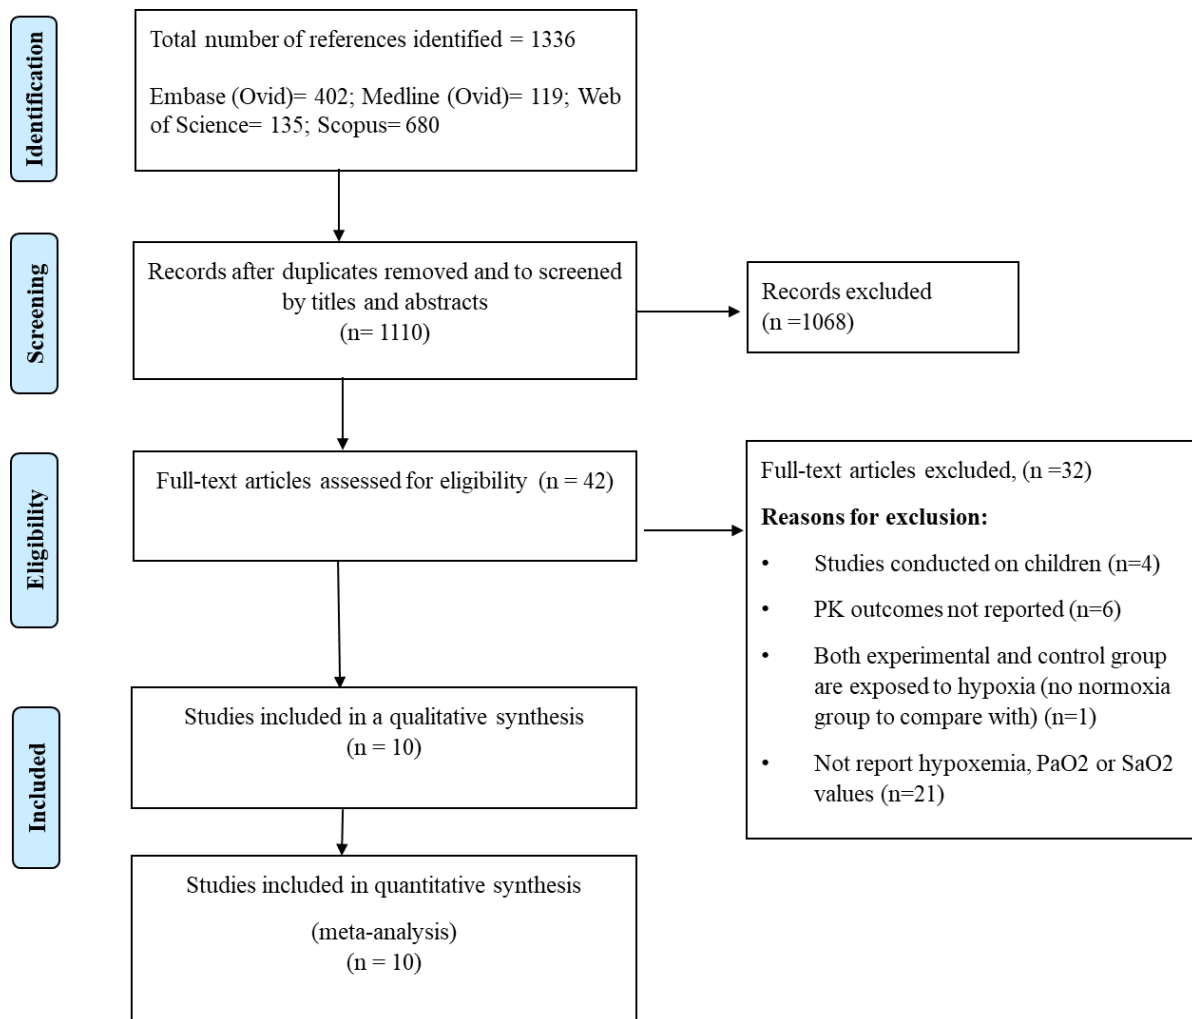 Identification
Total number of references identified = 1336
Embase (Ovid)= 402; Medline (Ovid)= 119; Web
of Science= 135; Scopus= 680
Screening
Records after duplicates removed and to screened
by titles and abstracts
(n= 1110)
Records excluded
(n =1068)
Eligibility
Full-text articles assessed for eligibility (n = 42)
Full-text articles excluded, (n =32)
Reasons for exclusion:
• Studies conducted on children (n=4)
• PK outcomes not reported (n=6)
• Both experimental and control group
are exposed to hypoxia (no normoxia
group to compare with) (n=1)
• Not report hypoxemia, PaO2 or SaO2
values (n=21)
Included
Studies included in a qualitative synthesis
(n = 10)
Studies included in quantitative synthesis
(meta-analysis)
(n = 10)